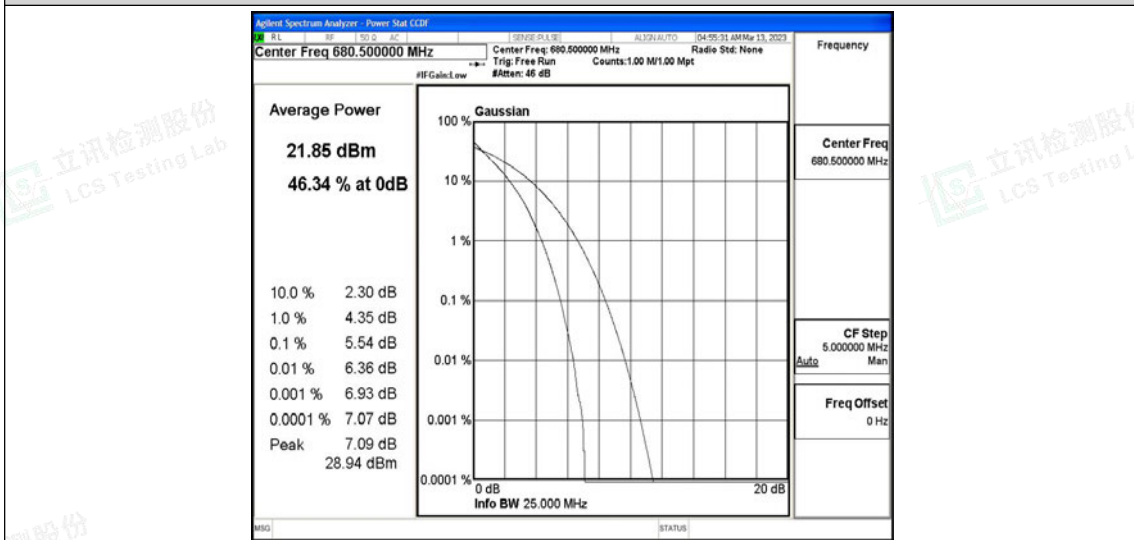 Agilent Spectrum Analyzer - Power Stat CCDF
RL RF 50 Ω AC SENSE:PULSE ALIGN AUTO 04:55:31 AM Mar 13, 2023
Center Freq 680.500000 MHz
Center Freq: 680.500000 MHz Radio Std: None
Trig: Free Run Counts:1.00 M/1.00 Mpt
#IFGain:Low #Atten: 46 dB
Frequency
Average Power
21.85 dBm
46.34 % at 0dB
10.0 % 2.30 dB
1.0 % 4.35 dB
0.1 % 5.54 dB
0.01 % 6.36 dB
0.001 % 6.93 dB
0.0001 % 7.07 dB
Peak 7.09 dB
28.94 dBm
Gaussian
100 %
10 %
1 %
0.1 %
0.01 %
0.001 %
0.0001 %
0 dB 20 dB
Info BW 25.000 MHz
Center Freq
680.500000 MHz
CF Step
5.000000 MHz
Auto Man
Freq Offset
0 Hz
MSG STATUS
立讯检测股份
LCS Testing Lab
立讯检测股份
LCS Testing L